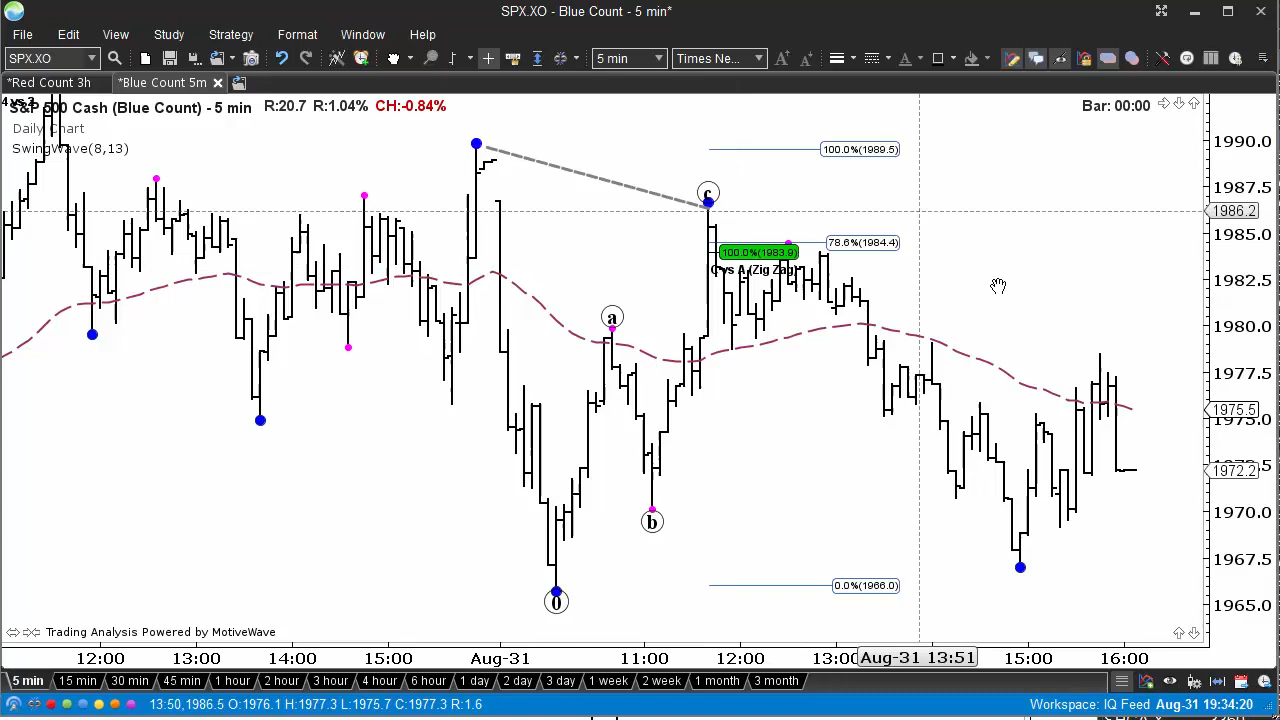 SPX.XO - Blue Count - 5 min*
File Edit View Study Strategy Format Window Help
SPX.XO 5 min Times Ne...
*Red Count 3h *Blue Count 5m
S&P 500 Cash (Blue Count) - 5 min R:20.7 R:1.04% CH:-0.84% Bar: 00:00
Daily Chart
SwingWave(8,13)
1990.0
100.0%(1989.5)
1987.5
c
1986.2
1985.0
78.6%(1984.4)
100.0%(1983.9)
C vs A (Zig Zag)
1982.5
a
1980.0
1977.5
1975.5
1975.0
1972.2
1970.0
b
1967.5
0.0%(1966.0)
0
1965.0
Trading Analysis Powered by MotiveWave
12:00 13:00 14:00 15:00 Aug-31 11:00 12:00 13:00 Aug-31 13:51 15:00 16:00
5 min 15 min 30 min 45 min 1 hour 2 hour 3 hour 4 hour 6 hour 1 day 2 day 3 day 1 week 2 week 1 month 3 month
13:50,1986.5 O:1976.1 H:1977.3 L:1975.7 C:1977.3 R:1.6 Workspace: IQ Feed Aug-31 19:34:20